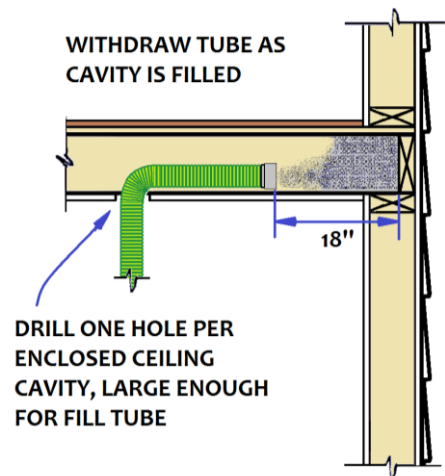 WITHDRAW TUBE AS
CAVITY IS FILLED
18"
DRILL ONE HOLE PER
ENCLOSED CEILING
CAVITY, LARGE ENOUGH
FOR FILL TUBE